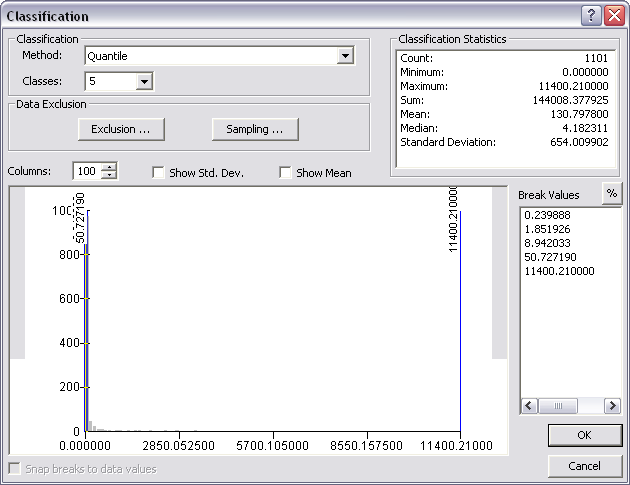 Classification
Classification
Method:
Quantile
Classes:
5
Data Exclusion
Exclusion ...
Sampling ...
Classification Statistics
Count: 1101
Minimum: 0.000000
Maximum: 11400.210000
Sum: 144008.377925
Mean: 130.797800
Median: 4.182311
Standard Deviation: 654.009902
Columns:
100
Show Std. Dev.
Show Mean
Break Values
%
0.239888
1.851926
8.942033
50.727190
11400.210000
50.727190
11400.210000
800
600
400
200
0
0.000000
2850.052500
5700.105000
8550.157500
11400.21000
Snap breaks to data values
OK
Cancel